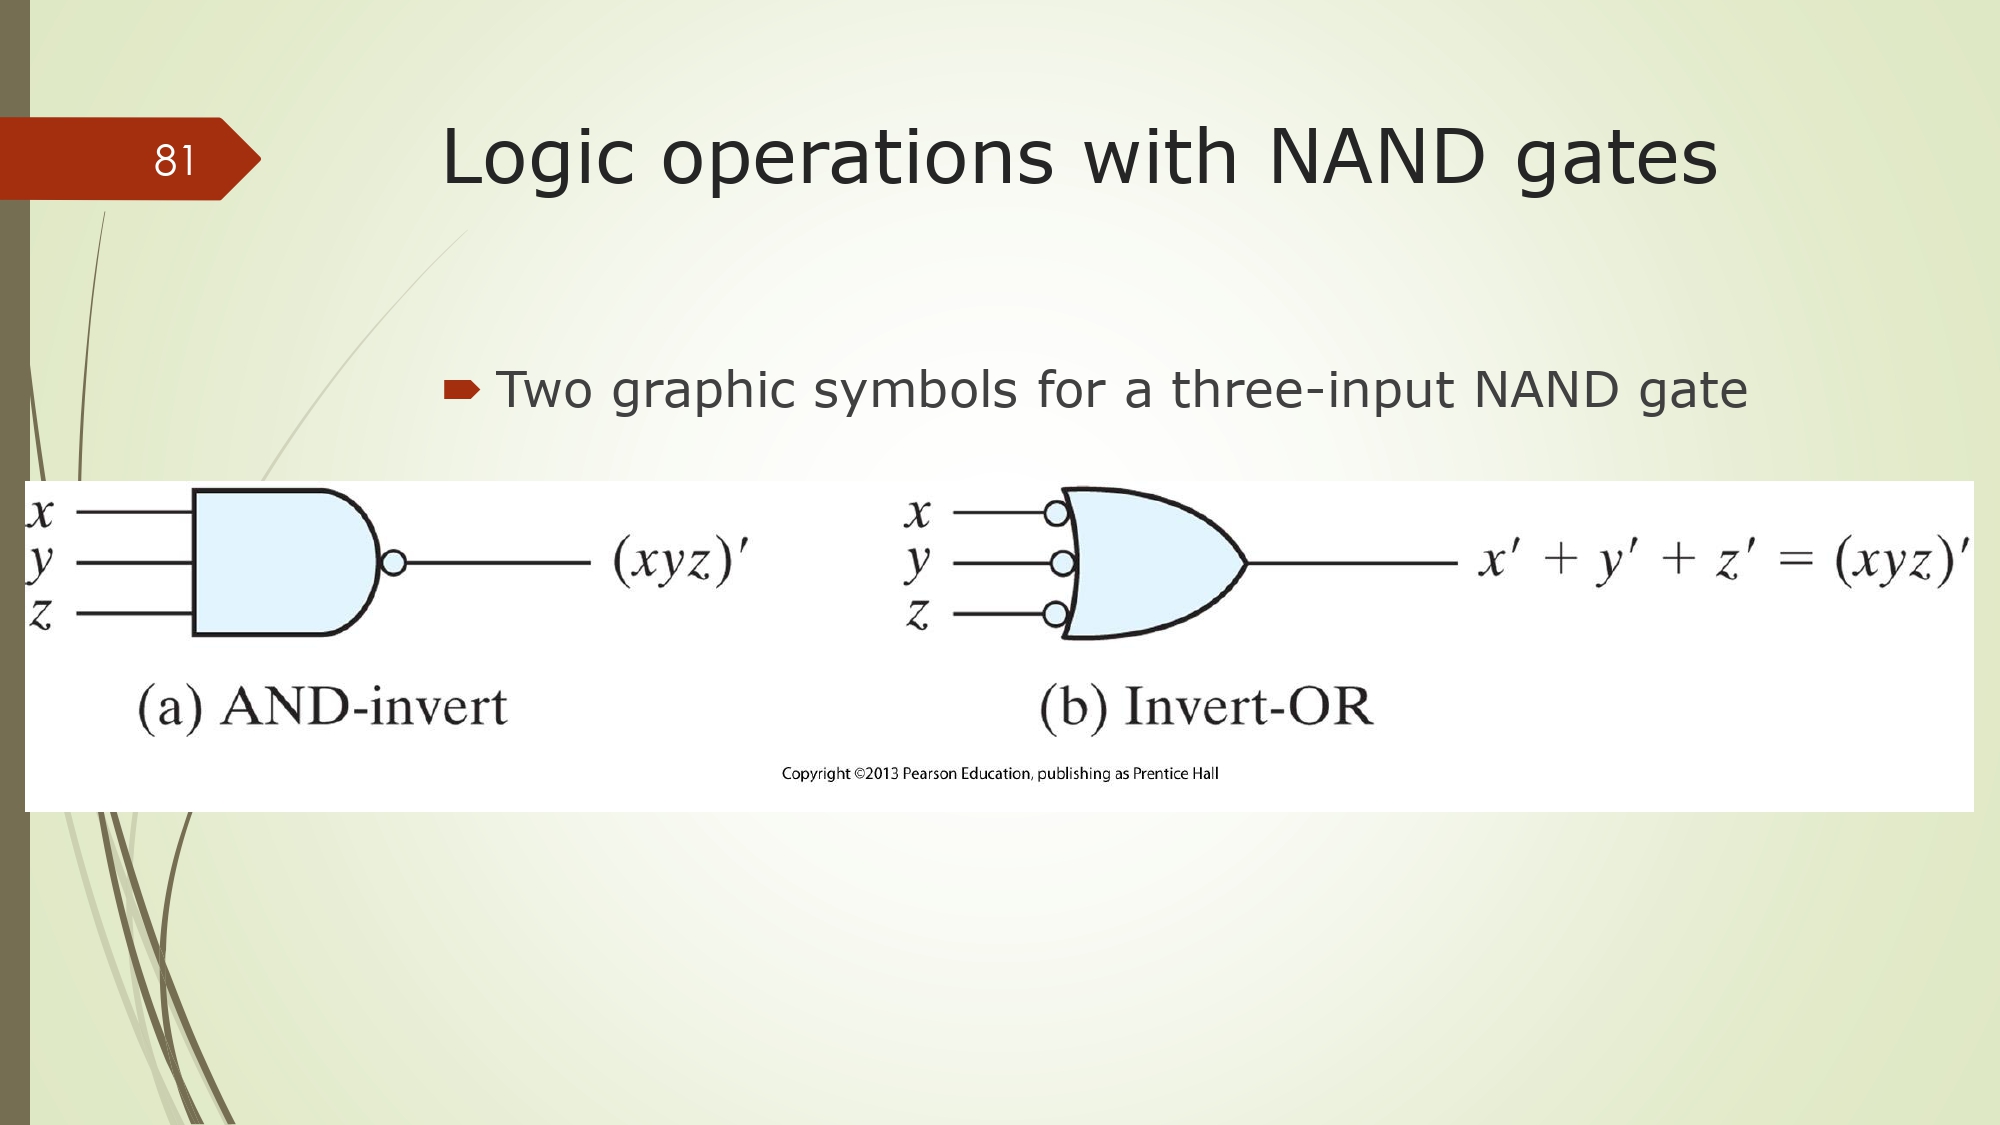 81
Logic operations with NAND gates
Two graphic symbols for a three-input NAND gate
x
y
z
(xyz)′
(a) AND-invert
x
y
z
x′ + y′ + z′ = (xyz)′
(b) Invert-OR
Copyright ©2013 Pearson Education, publishing as Prentice Hall